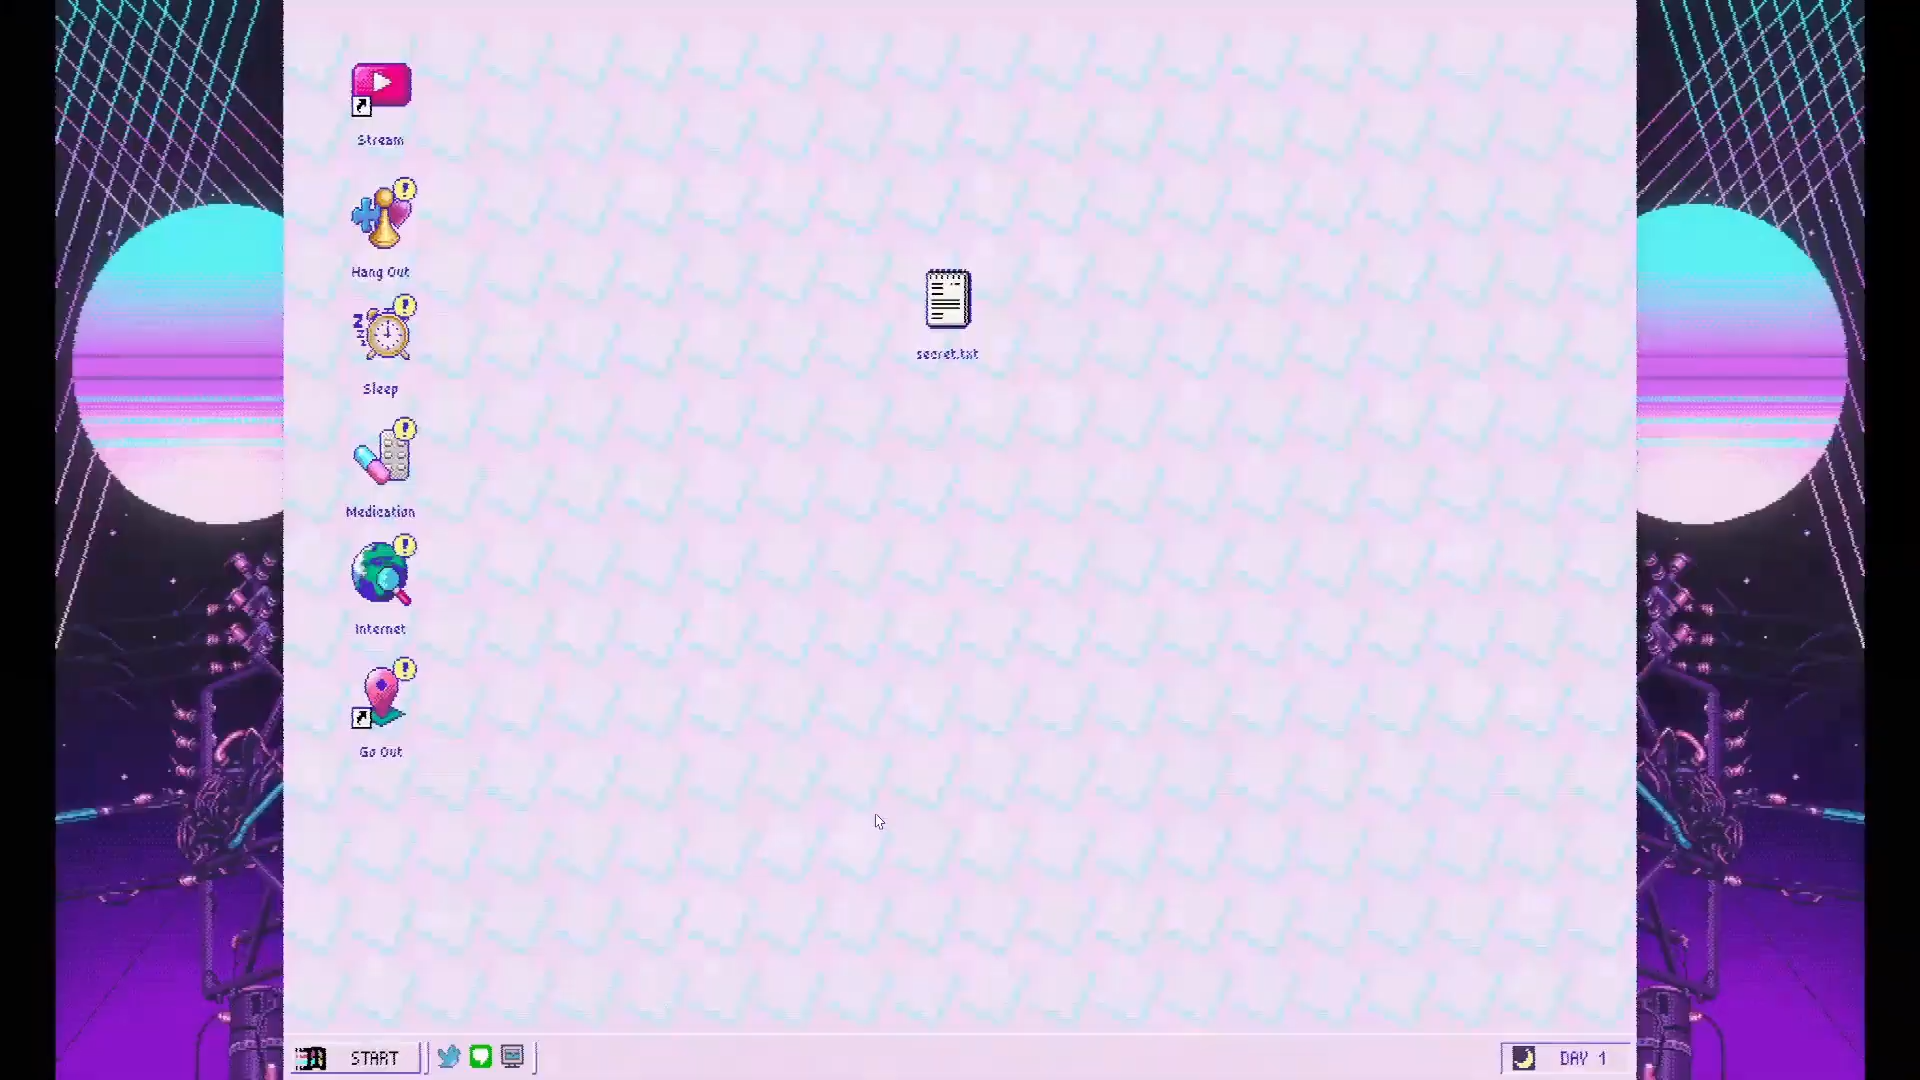 Stream
Hang Out
Sleep
Medication
Internet
Go Out
secret.txt
START
DAY 1